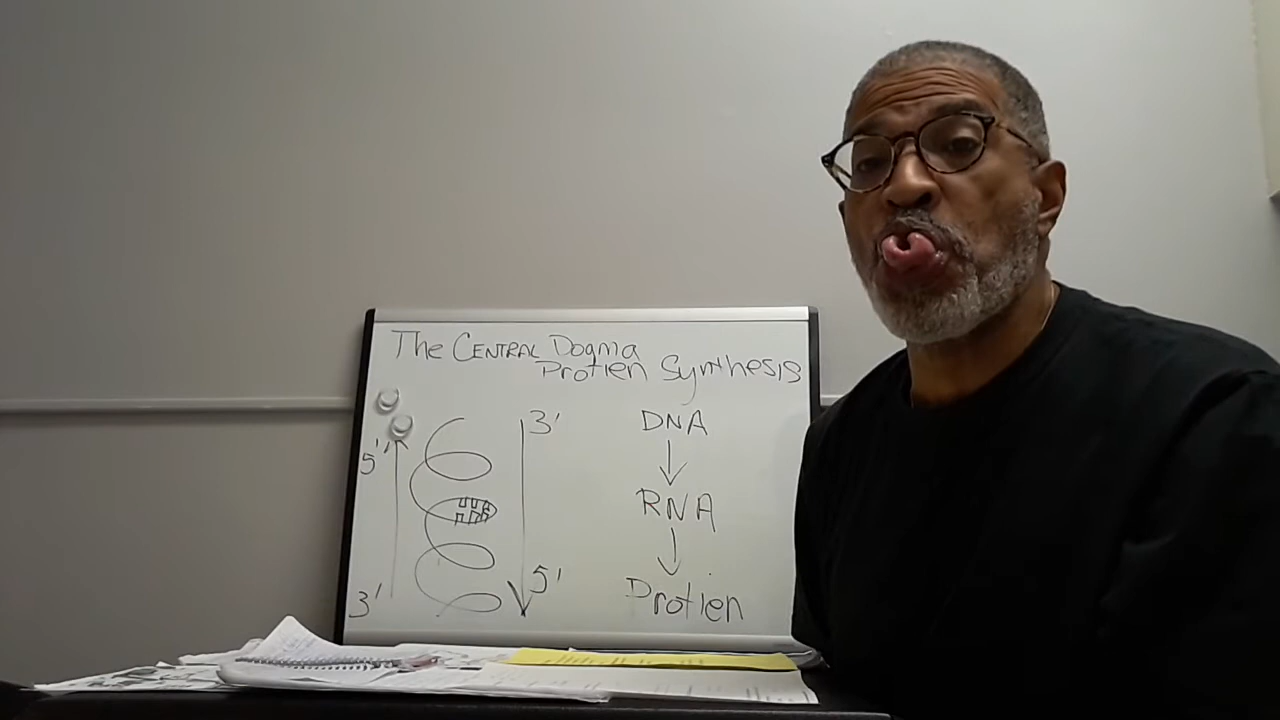 The CENTRAL Dogma
Protien Synthesis
5' 3'
3' 5'
DNA
RNA
Protien